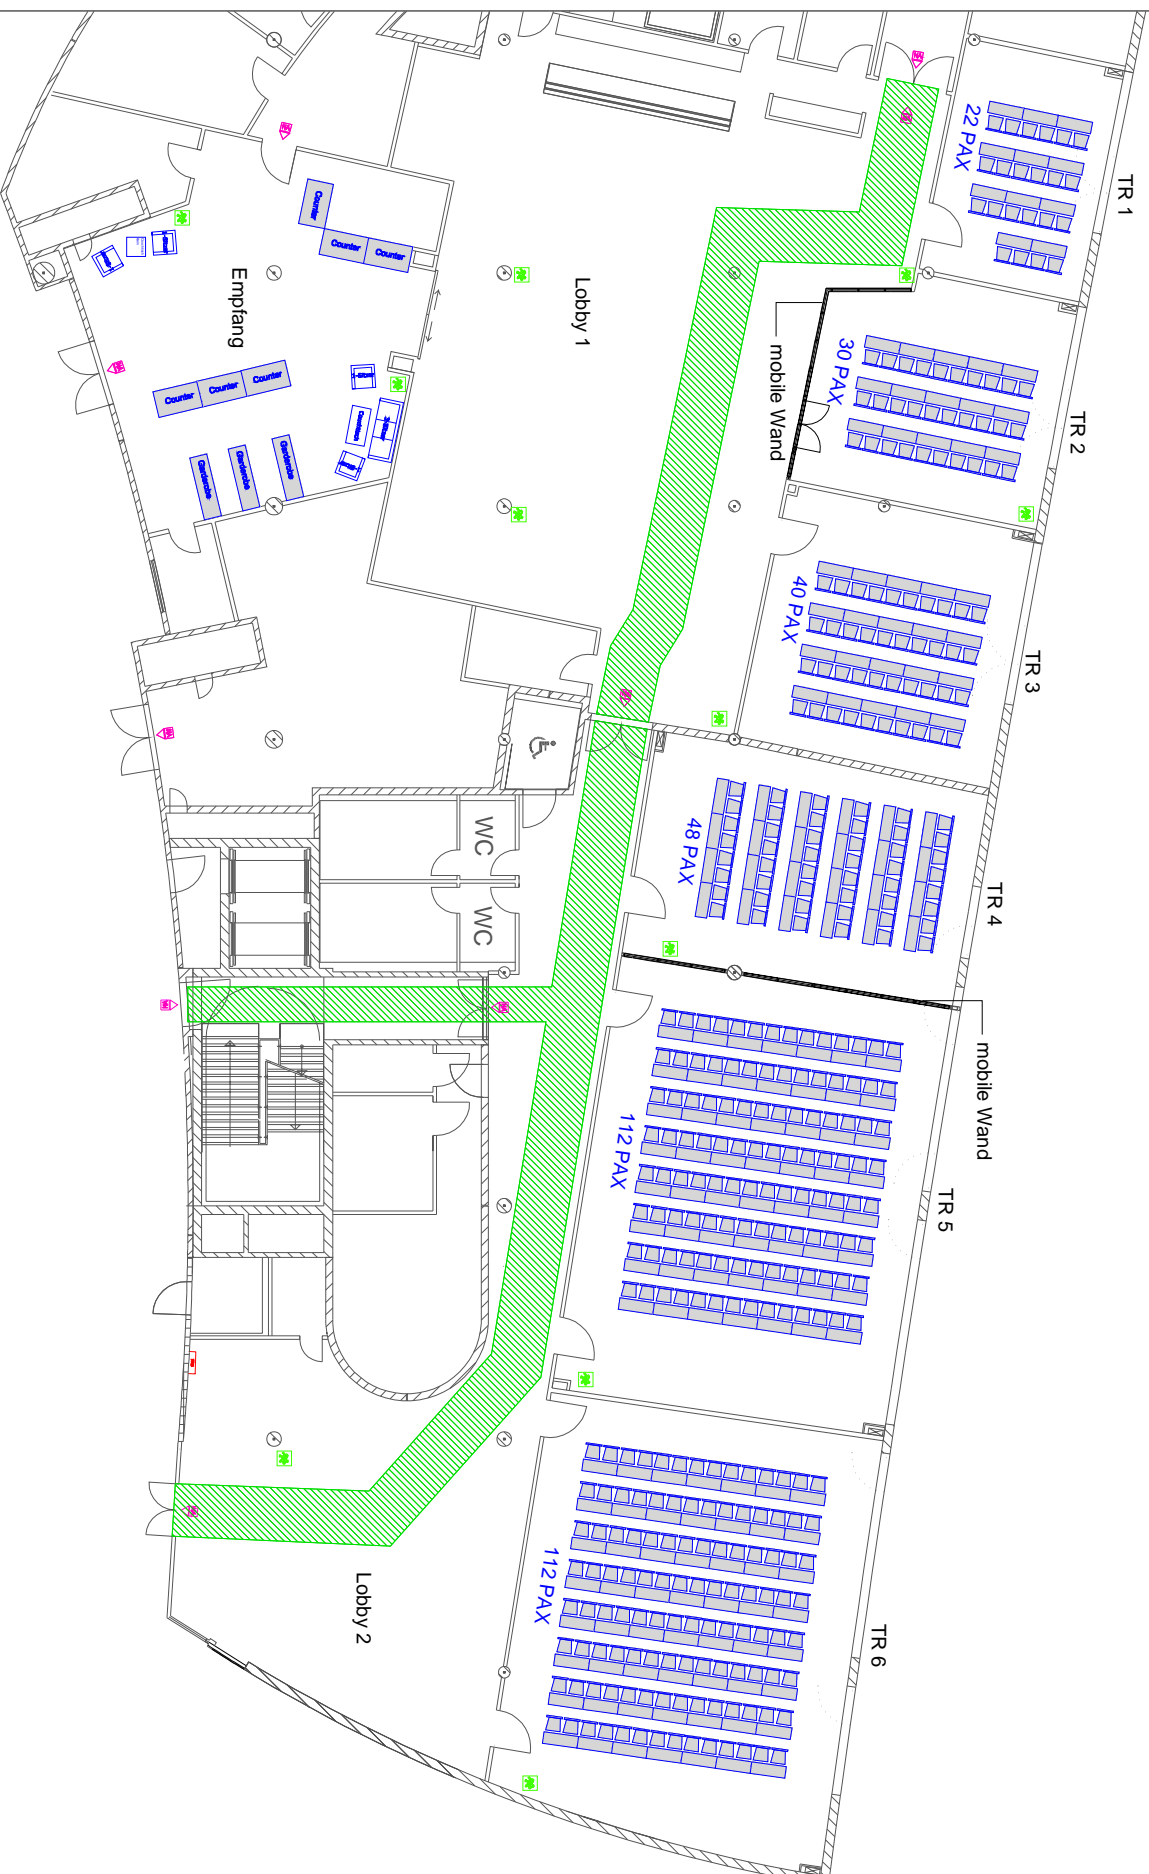 TR 1
22 PAX
TR 2
30 PAX
mobile Wand
TR 3
40 PAX
TR 4
48 PAX
mobile Wand
TR 5
112 PAX
TR 6
112 PAX
Lobby 1
Lobby 2
Empfang
Counter
Counter
Counter
Counter
Counter
Counter
Garderobe
Garderobe
Garderobe
WC
WC